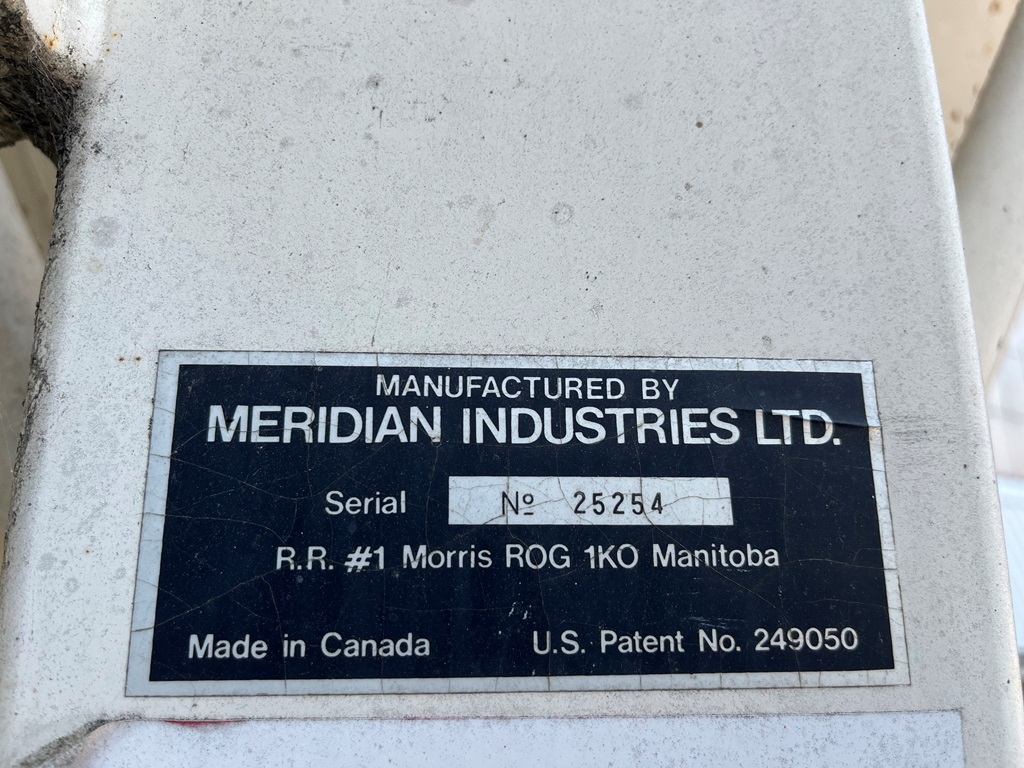 MANUFACTURED BY
MERIDIAN INDUSTRIES LTD.
Serial Nº 25254
R.R. #1 Morris ROG 1KO Manitoba
Made in Canada U.S. Patent No. 249050